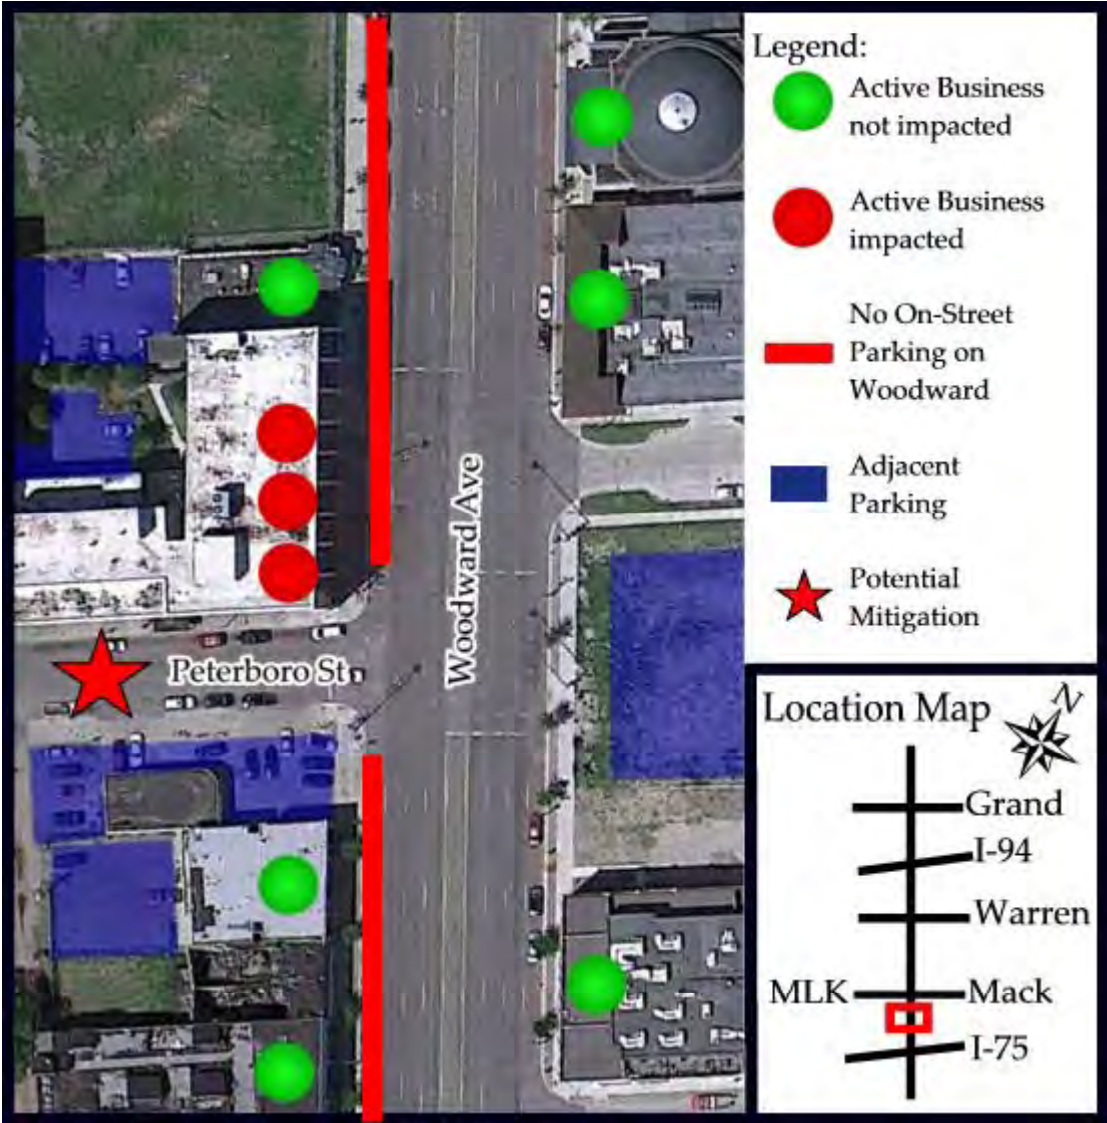 Legend:
Active Business
not impacted
Active Business
impacted
No On-Street
Parking on
Woodward
Adjacent
Parking
Potential
Mitigation
Woodward Ave
Peterboro St
Location Map
N
Grand
I-94
Warren
MLK
Mack
I-75